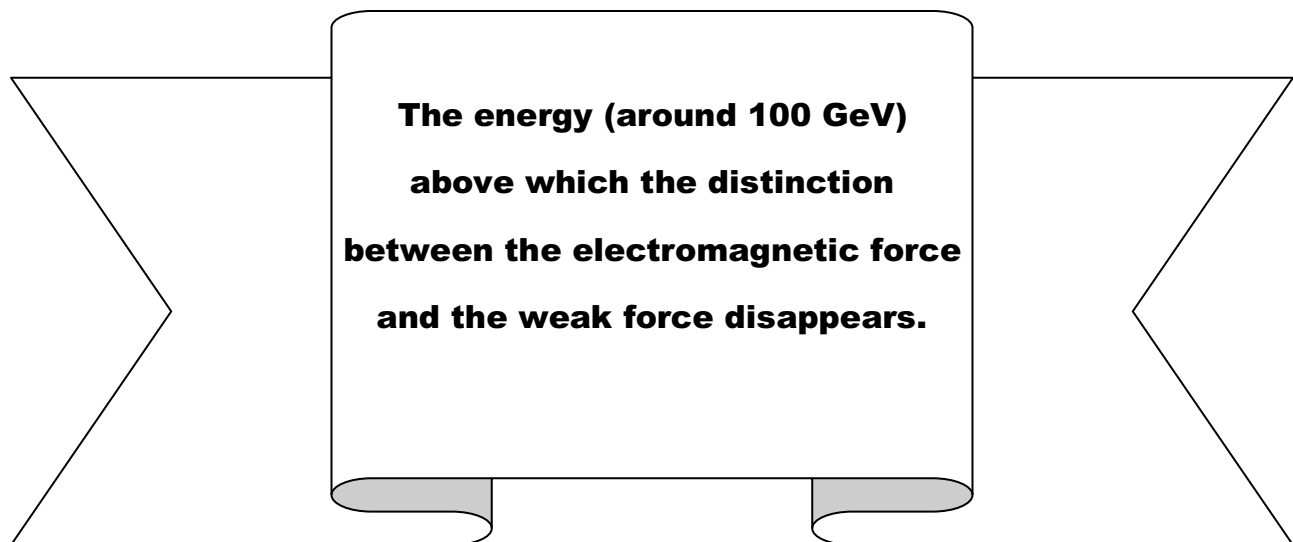 The energy (around 100 GeV)
above which the distinction
between the electromagnetic force
and the weak force disappears.